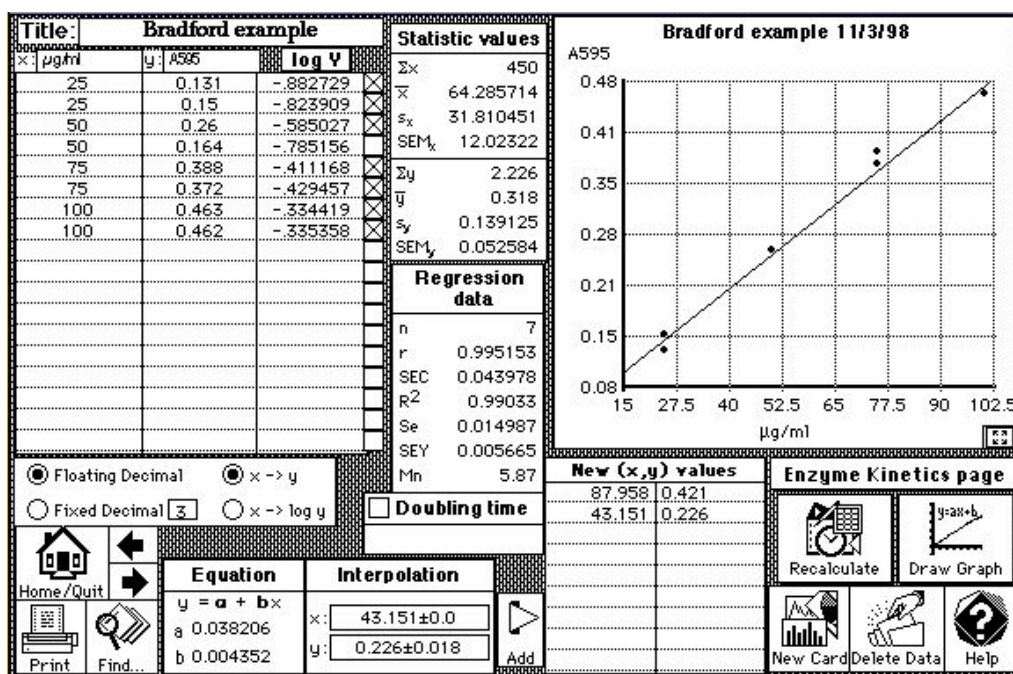 Title: Bradford example
x: µg/ml y: A595 log Y
25 0.131 -.882729
25 0.15 -.823909
50 0.26 -.585027
50 0.164 -.785156
75 0.388 -.411168
75 0.372 -.429457
100 0.463 -.334419
100 0.462 -.335358
Floating Decimal x -> y
Fixed Decimal 3 x -> log y
Statistic values
Σx 450
x̅ 64.285714
sx 31.810451
SEMx 12.02322
Σy 2.226
y̅ 0.318
sy 0.139125
SEMy 0.052584
Regression
data
n 7
r 0.995153
SEC 0.043978
R2 0.99033
Se 0.014987
SEY 0.005665
Mn 5.87
Doubling time
Bradford example 11/3/98
A595
0.48
0.41
0.35
0.28
0.21
0.15
0.08
15 27.5 40 52.5 65 77.5 90 102.5
µg/ml
New (x,y) values
87.958 0.421
43.151 0.226
Enzyme Kinetics page
y=ax+b
Recalculate Draw Graph
New Card Delete Data Help
Home/Quit
Print Find...
Equation
y = a + bx
a 0.038206
b 0.004352
Interpolation
x: 43.151±0.0
y: 0.226±0.018
Add